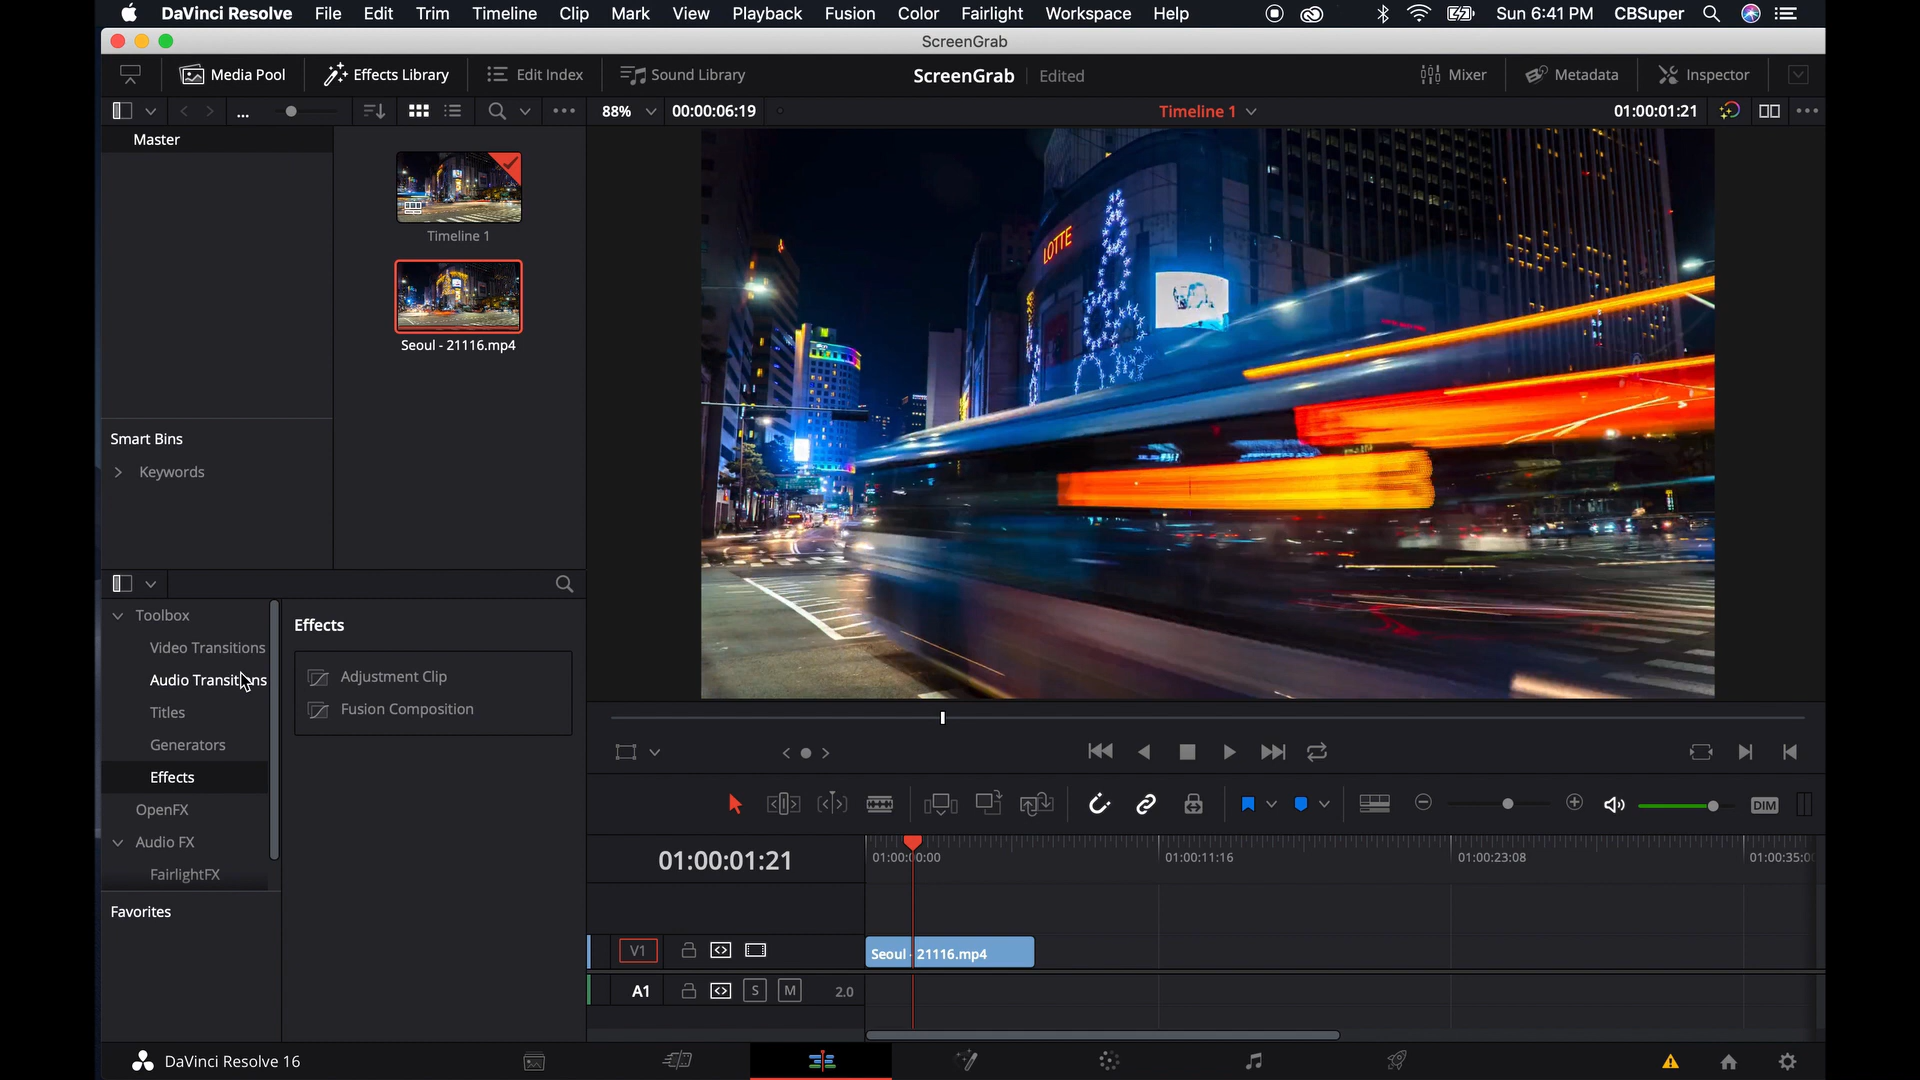 DaVinci Resolve File Edit Trim Timeline Clip Mark View Playback Fusion Color Fairlight Workspace Help Sun 6:41 PM CBSuper
ScreenGrab
Media Pool Effects Library Edit Index Sound Library ScreenGrab Edited Mixer Metadata Inspector
... 88% 00:00:06:19 Timeline 1 01:00:01:21
Master
LOTTE
Timeline 1
Seoul - 21116.mp4
Smart Bins
Keywords
Toolbox
Effects
Video Transitions
Audio Transitions
Adjustment Clip
Titles
Fusion Composition
Generators
Effects
OpenFX
DIM
Audio FX
01:00:01:21
01:00:00:00 01:00:11:16 01:00:23:08 01:00:35:0
FairlightFX
Favorites
V1
Seoul - 21116.mp4
A1 S M 2.0
DaVinci Resolve 16